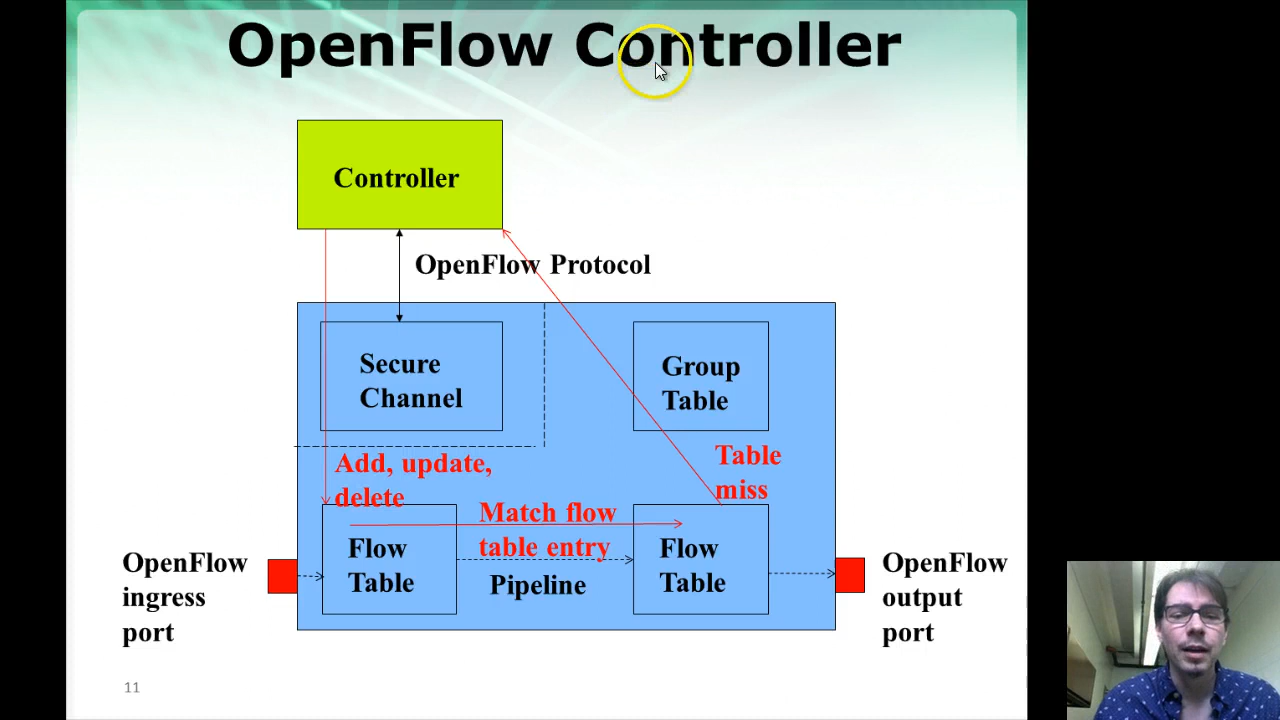 OpenFlow Controller
Controller
OpenFlow Protocol
Secure
Channel
Group
Table
Add, update,
delete
Table
miss
Match flow
table entry
Flow
Table
Pipeline
Flow
Table
OpenFlow
ingress
port
OpenFlow
output
port
11